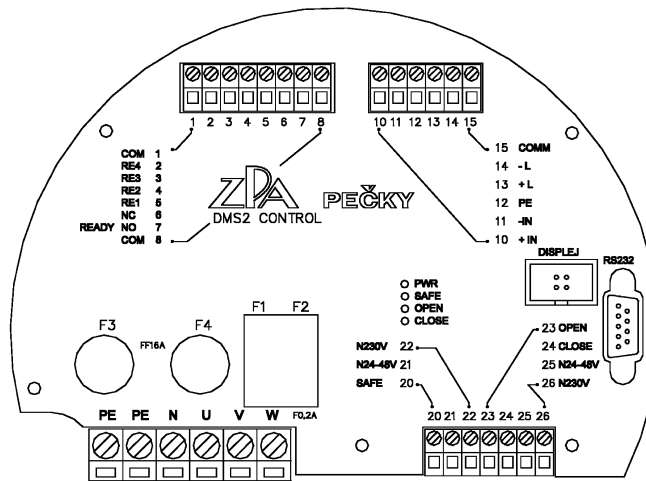 1 2 3 4 5 6 7 8
10 11 12 13 14 15
COM 1
RE4 2
RE3 3
RE2 4
RE1 5
NC 6
READY NO 7
COM 8
ZPA PEČKY
DMS2 CONTROL
15 COMM
14 -L
13 +L
12 PE
11 -IN
10 +IN
DISPLEJ
RS232
PWR
SAFE
OPEN
CLOSE
F3
FF16A
F4
F1 F2
F0,2A
N230V 22
N24-48V 21
SAFE 20
23 OPEN
24 CLOSE
25 N24-48V
26 N230V
PE PE N U V W
20 21 22 23 24 25 26